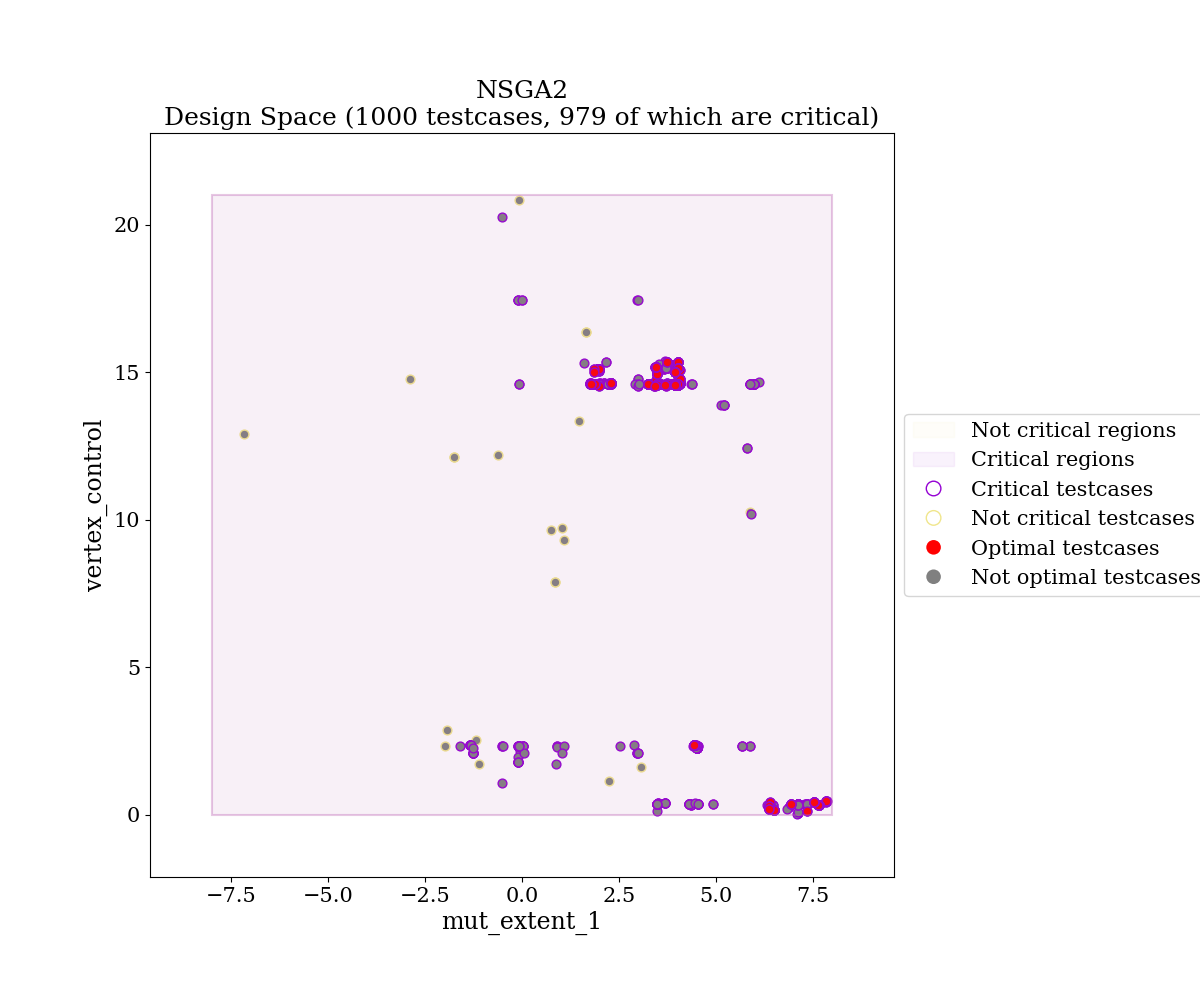 NSGA2
Design Space (1000 testcases, 979 of which are critical)
20
15
10
5
0
vertex_control
−7.5
−5.0
−2.5
0.0
2.5
5.0
7.5
mut_extent_1
Not critical regions
Critical regions
Critical testcases
Not critical testcases
Optimal testcases
Not optimal testcases